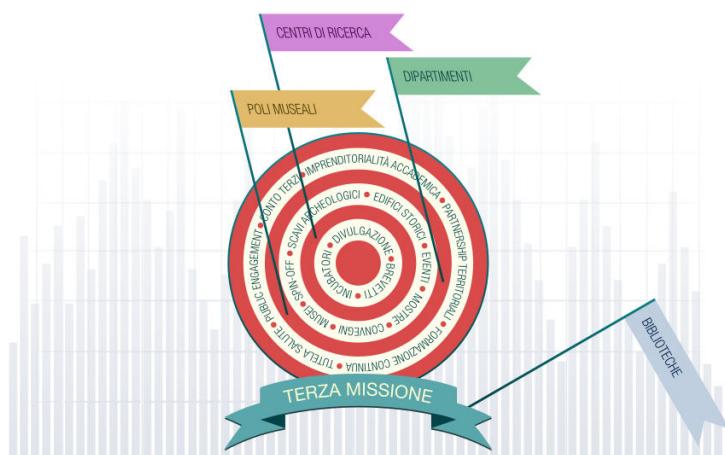 CENTRI DI RICERCA
DIPARTIMENTI
POLI MUSEALI
TUTELA SALUTE • PUBLIC ENGAGEMENT • CONTO TERZI • IMPRENDITORIALITÀ ACCADEMICA • PARTNERSHIP TERRITORIALI • FORMAZIONE CONTINUA •
MUSEI • SPIN-OFF • SCAVI ARCHEOLOGICI • EDIFICI STORICI • EVENTI • MOSTRE • CONVEGNI •
INCUBATORI • DIVULGAZIONE • BREVETTI •
BIBLIOTECHE
TERZA MISSIONE